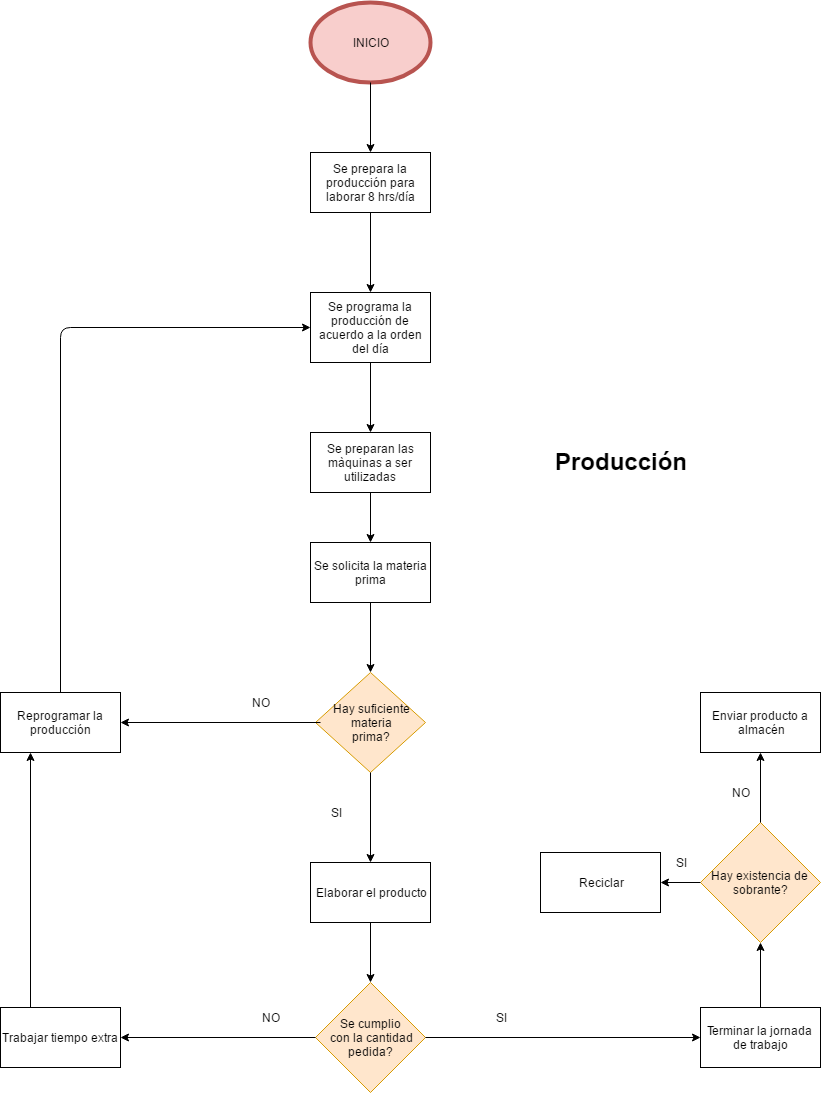 INICIO
Se prepara la
producción para
laborar 8 hrs/día
Se programa la
producción de
acuerdo a la orden
del día
Se preparan las
màquinas a ser
utilizadas
Producción
Se solicita la materia
prima
Hay suficiente
materia
prima?
NO
Reprogramar la
producción
SI
Elaborar el producto
Se cumplio
con la cantidad
pedida?
NO
Trabajar tiempo extra
SI
Terminar la jornada
de trabajo
Hay existencia de
sobrante?
SI
Reciclar
NO
Enviar producto a
almacén